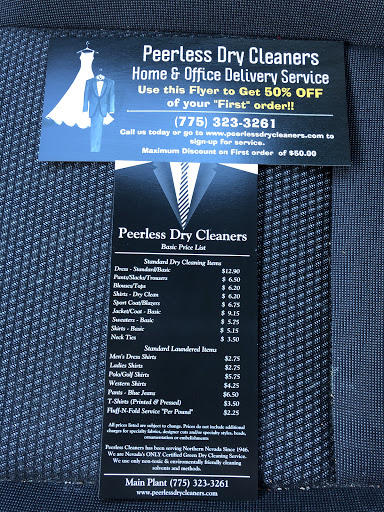 Peerless Dry Cleaners
Home & Office Delivery Service
Use this Flyer to Get 50% OFF
of your "First" order!!
(775) 323-3261
Call us today or go to www.peerlessdrycleaners.com to
sign-up for service.
Maximum Discount on First order of $50.00
Peerless Dry Cleaners
Basic Price List
Standard Dry Cleaning Items
Dress - Standard/Basic $12.90
Pants/Slacks/Trousers $ 6.50
Blouses/Tops $ 6.20
Shirts - Dry Clean $ 6.20
Sport Coat/Blazers $ 6.75
Jacket/Coat - Basic $ 9.15
Sweaters - Basic $ 5.75
Skirts - Basic $ 5.15
Neck Ties $ 3.50
Standard Laundered Items
Men's Dress Shirts $2.75
Ladies Shirts $2.75
Polo/Golf Shirts $5.75
Western Shirts $4.25
Pants - Blue Jeans $6.50
T-Shirts (Printed & Pressed) $3.50
Fluff-N-Fold Service "Per Pound" $2.25
All prices listed are subject to change. Prices do not include additional
charges for specialty fabrics, designer cuts and/or specialty styles, beads,
ornamentation or embelishments
Peerless Cleaners has been serving Northern Nevada Since 1946.
We are Nevada's ONLY Certified Green Dry Cleaning Service.
We use only non-toxic & enviromentally friendly cleaning
solvents and methods.
Main Plant (775) 323-3261
www.peerlessdrycleaners.com